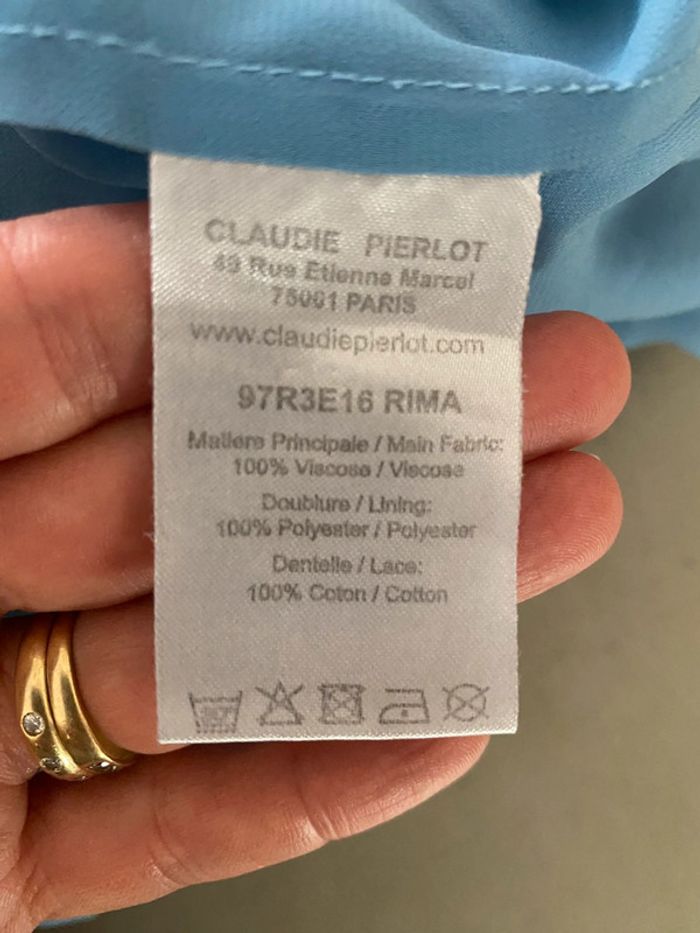 CLAUDIE PIERLOT
49 Rue Etienne Marcel
75001 PARIS
www.claudiepierlot.com
97R3E16 RIMA
Matiere Principale / Main Fabric:
100% Viscose / Viscose
Doublure / Lining:
100% Polyester / Polyester
Dentelle / Lace:
100% Coton / Cotton